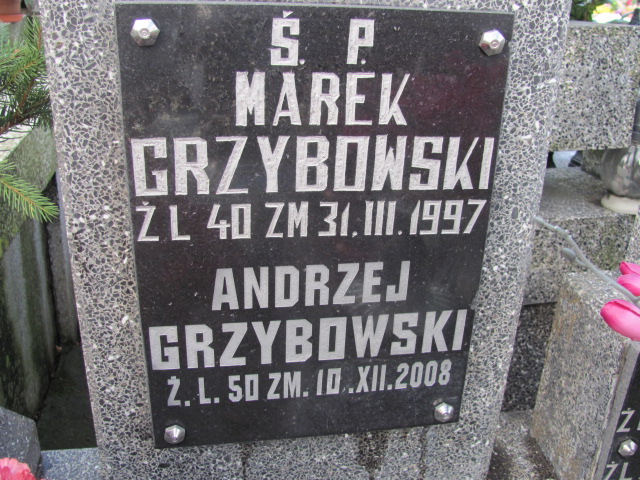 Ś. P.
MAREK
GRZYBOWSKI
Ż L 40 ZM 31. III. 1997
ANDRZEJ
GRZYBOWSKI
Ż. L. 50 ZM. 10 .XII. 2008